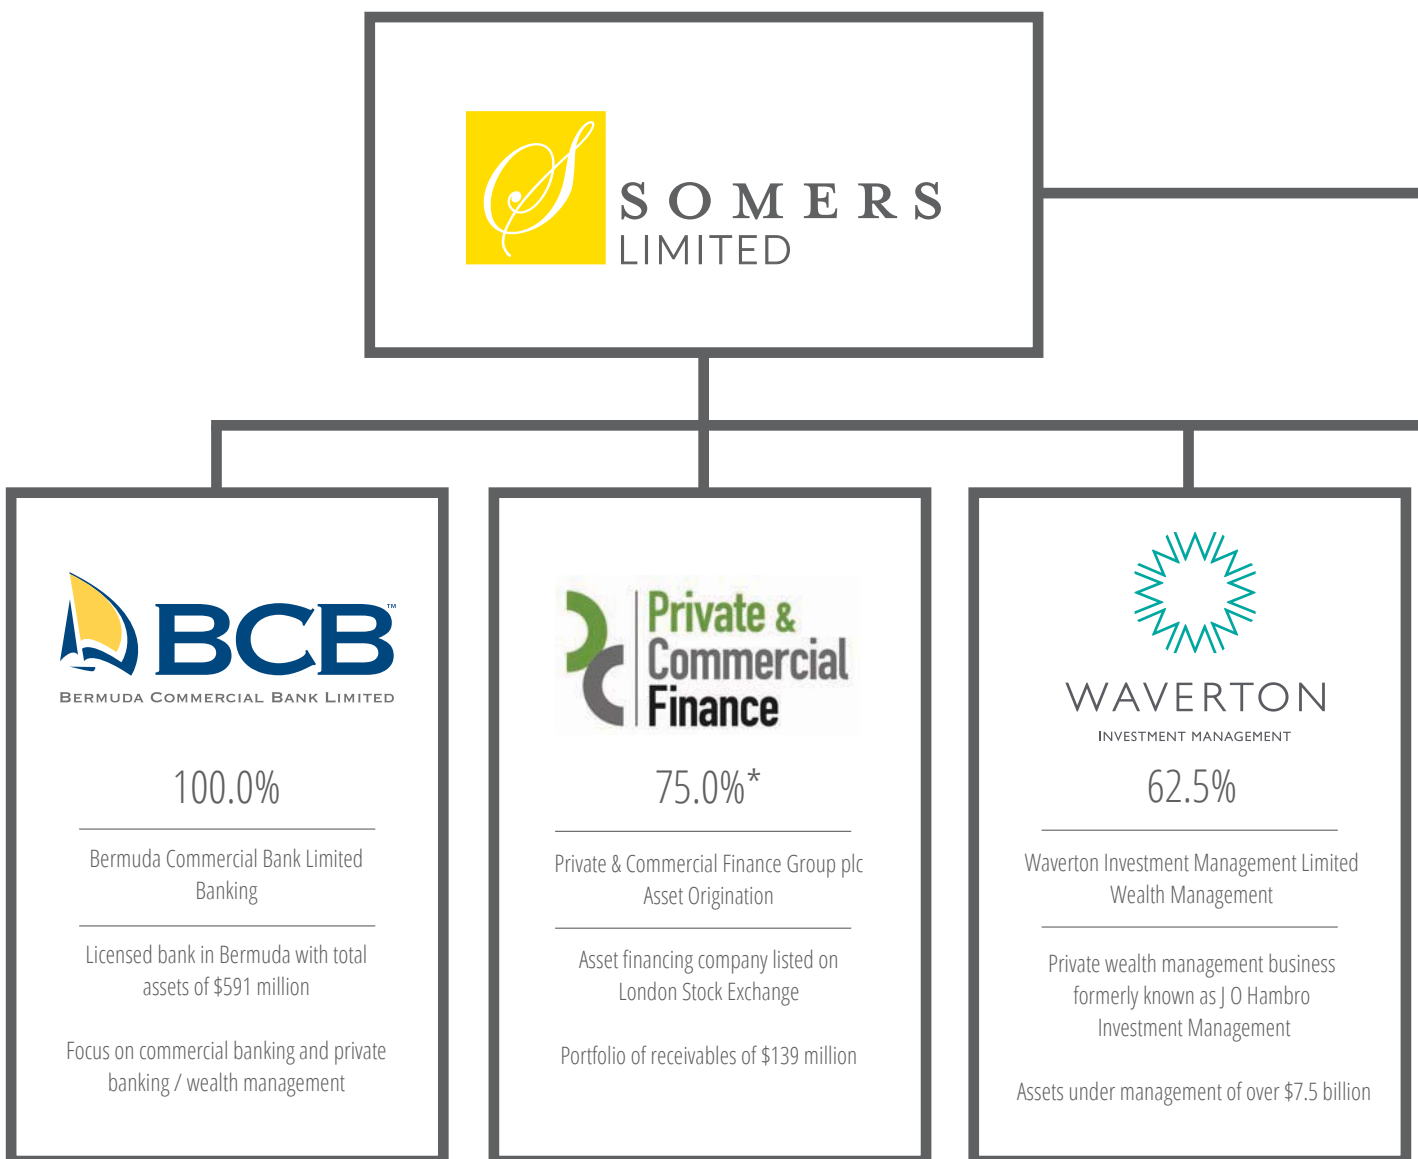 S SOMERS
LIMITED
BCB™
BERMUDA COMMERCIAL BANK LIMITED
100.0%
Bermuda Commercial Bank Limited
Banking
Licensed bank in Bermuda with total
assets of $591 million
Focus on commercial banking and private
banking / wealth management
Private &
Commercial
Finance
75.0%*
Private & Commercial Finance Group plc
Asset Origination
Asset financing company listed on
London Stock Exchange
Portfolio of receivables of $139 million
WAVERTON
INVESTMENT MANAGEMENT
62.5%
Waverton Investment Management Limited
Wealth Management
Private wealth management business
formerly known as J O Hambro
Investment Management
Assets under management of over $7.5 billion